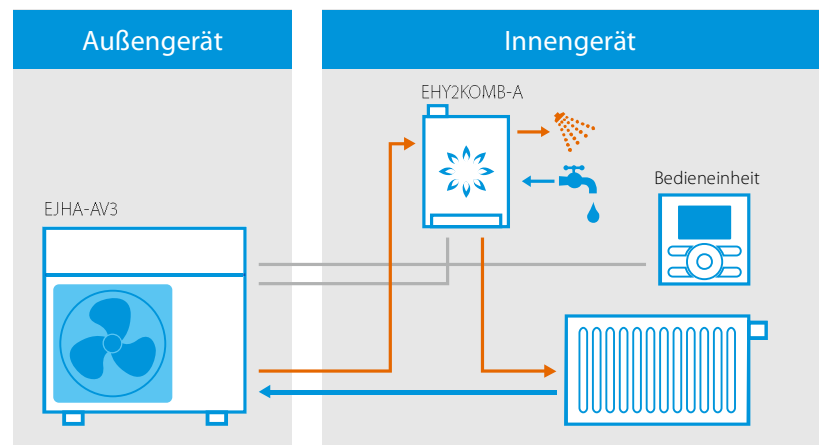 Außengerät
Innengerät
EHY2KOMB-A
Bedieneinheit
EJHA-AV3